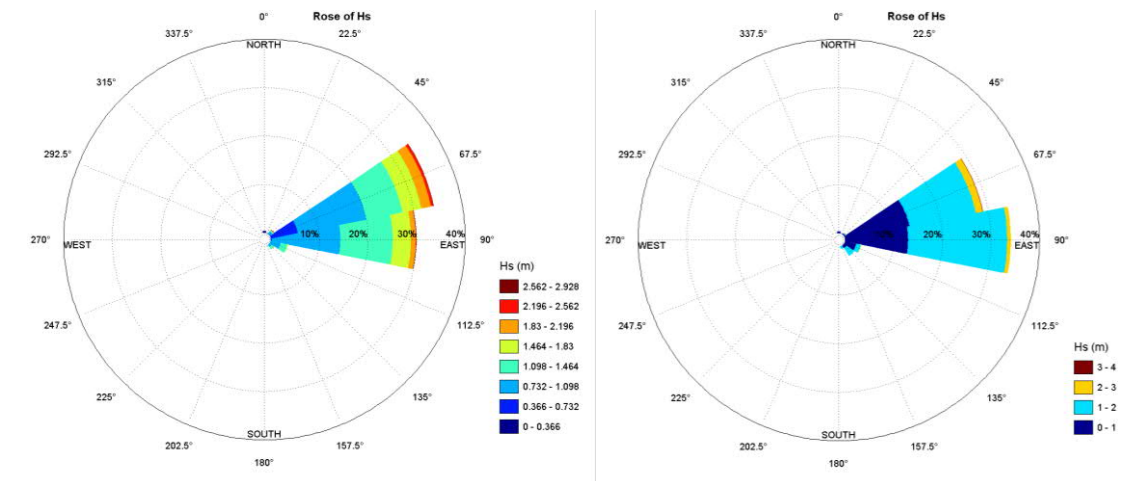 0° Rose of Hs
337.5° 22.5°
NORTH
315° 45°
292.5° 67.5°
10% 20% 30% 40%
270° WEST EAST 90°
247.5° 112.5°
225° 135°
SOUTH
202.5° 157.5°
180°
Hs (m)
2.562 - 2.928
2.196 - 2.562
1.83 - 2.196
1.464 - 1.83
1.098 - 1.464
0.732 - 1.098
0.366 - 0.732
0 - 0.366
0° Rose of Hs
337.5° 22.5°
NORTH
315° 45°
292.5° 67.5°
10% 20% 30% 40%
270° WEST EAST 90°
247.5° 112.5°
225° 135°
SOUTH
202.5° 157.5°
180°
Hs (m)
3 - 4
2 - 3
1 - 2
0 - 1